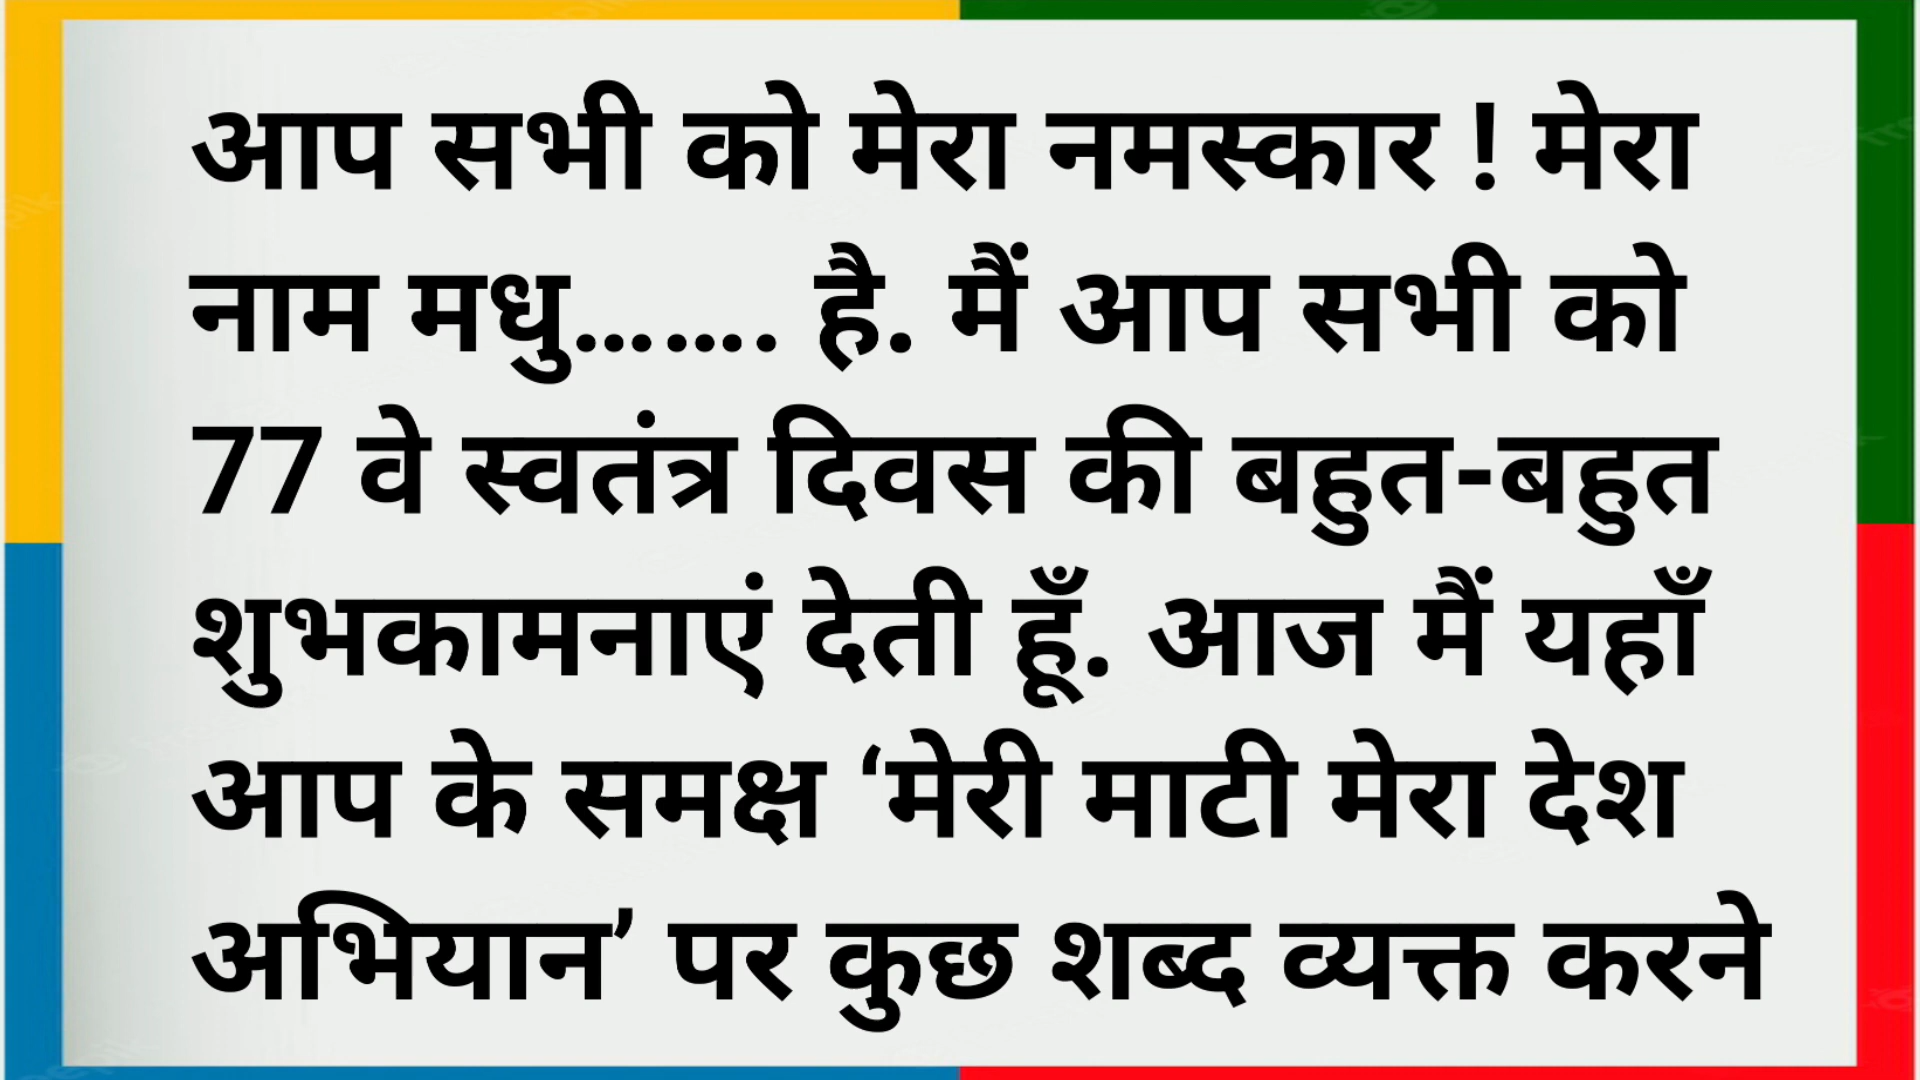 आप सभी को मेरा नमस्कार ! मेरा
नाम मधु....... है. मैं आप सभी को
77 वे स्वतंत्र दिवस की बहुत-बहुत
शुभकामनाएं देती हूँ. आज मैं यहाँ
आप के समक्ष ‘मेरी माटी मेरा देश
अभियान’ पर कुछ शब्द व्यक्त करने